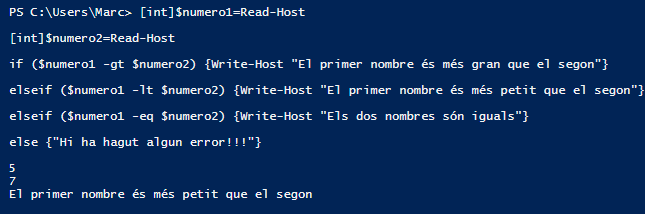 PS C:\Users\Marc> [int]$numero1=Read-Host
[int]$numero2=Read-Host
if ($numero1 -gt $numero2) {Write-Host "El primer nombre és més gran que el segon"}
elseif ($numero1 -lt $numero2) {Write-Host "El primer nombre és més petit que el segon"}
elseif ($numero1 -eq $numero2) {Write-Host "Els dos nombres són iguals"}
else {"Hi ha hagut algun error!!!"}
5
7
El primer nombre és més petit que el segon